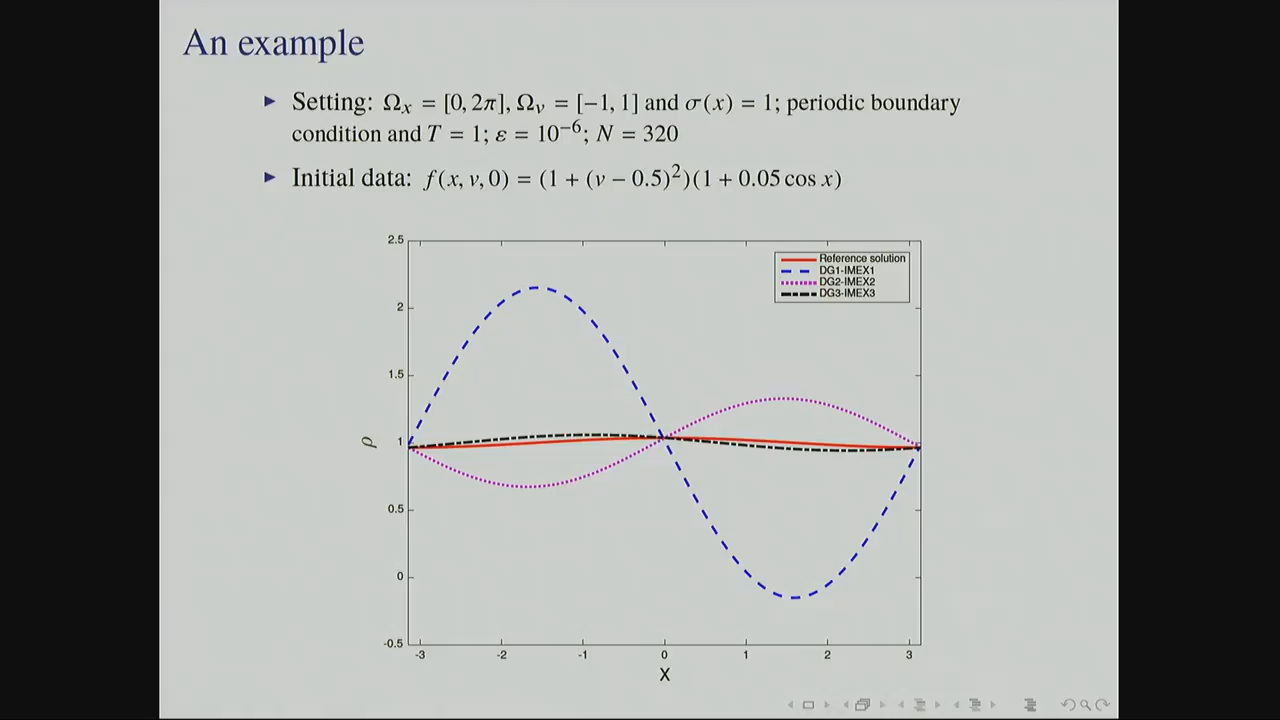 An example
▶ Setting: Ωₓ = [0, 2π], Ωᵥ = [−1, 1] and σ(x) = 1; periodic boundary
condition and T = 1; ε = 10⁻⁶; N = 320
▶ Initial data: f(x, v, 0) = (1 + (v − 0.5)²)(1 + 0.05 cos x)
2.5
2
1.5
1
0.5
0
-0.5
ρ
Reference solution
DG1-IMEX1
DG2-IMEX2
DG3-IMEX3
-3 -2 -1 0 1 2 3
X